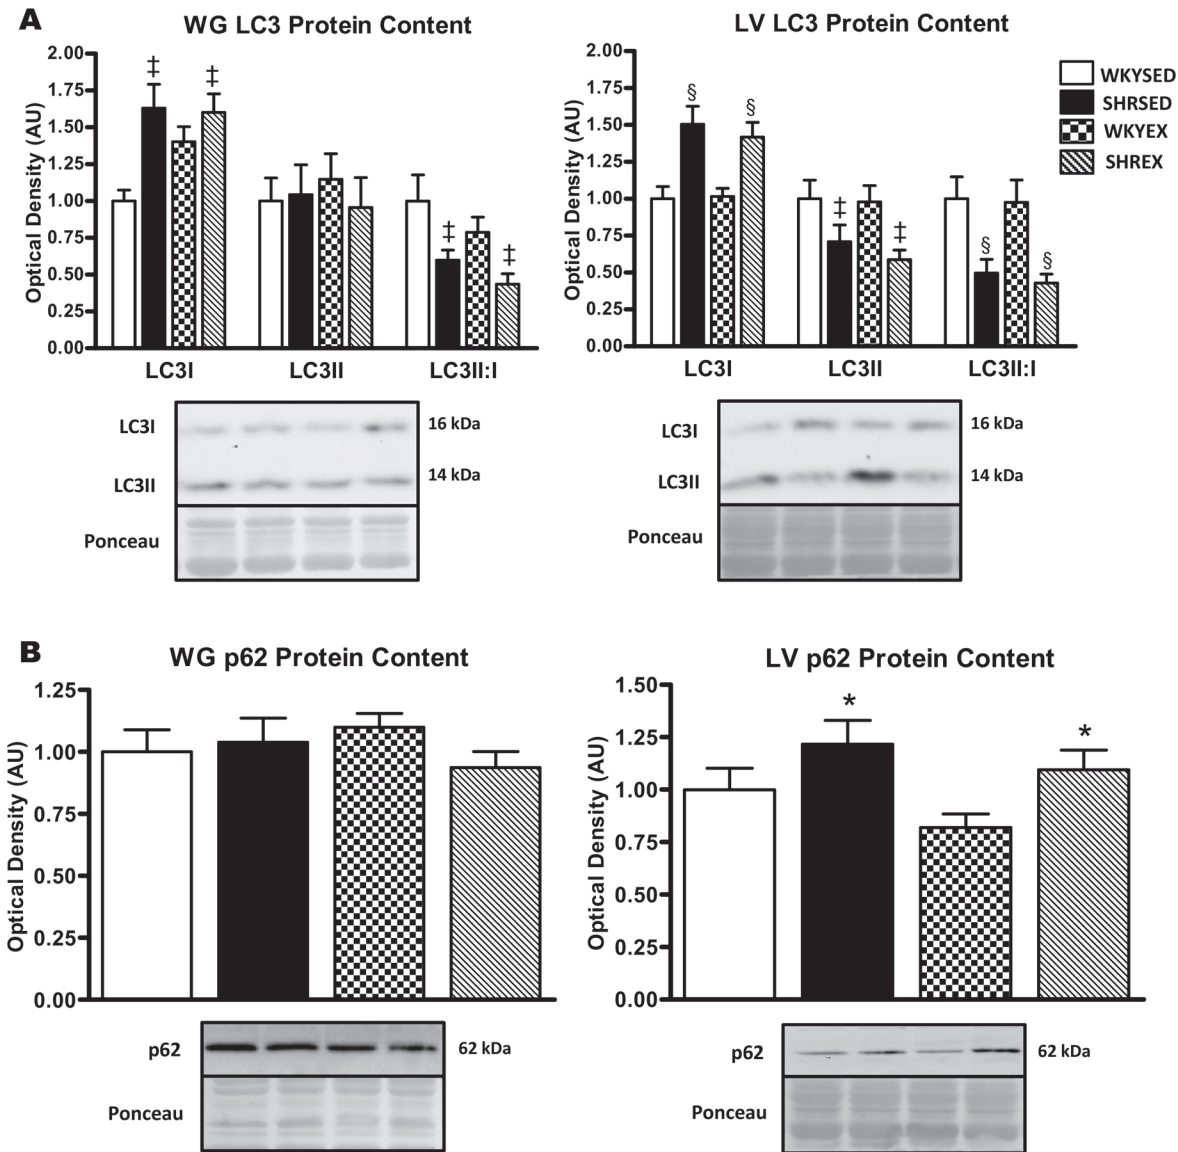 A
WG LC3 Protein Content
Optical Density (AU)
2.00
1.75
1.50
1.25
1.00
0.75
0.50
0.25
0.00
‡
‡
‡
‡
LC3I
LC3II
LC3II:I
LC3I
16 kDa
LC3II
14 kDa
Ponceau
LV LC3 Protein Content
Optical Density (AU)
2.00
1.75
1.50
1.25
1.00
0.75
0.50
0.25
0.00
§
§
‡
‡
§
§
LC3I
LC3II
LC3II:I
WKYSED
SHRSED
WKYEX
SHREX
LC3I
16 kDa
LC3II
14 kDa
Ponceau
B
WG p62 Protein Content
Optical Density (AU)
1.25
1.00
0.75
0.50
0.25
0.00
p62
62 kDa
Ponceau
LV p62 Protein Content
Optical Density (AU)
1.50
1.25
1.00
0.75
0.50
0.25
0.00
*
*
p62
62 kDa
Ponceau